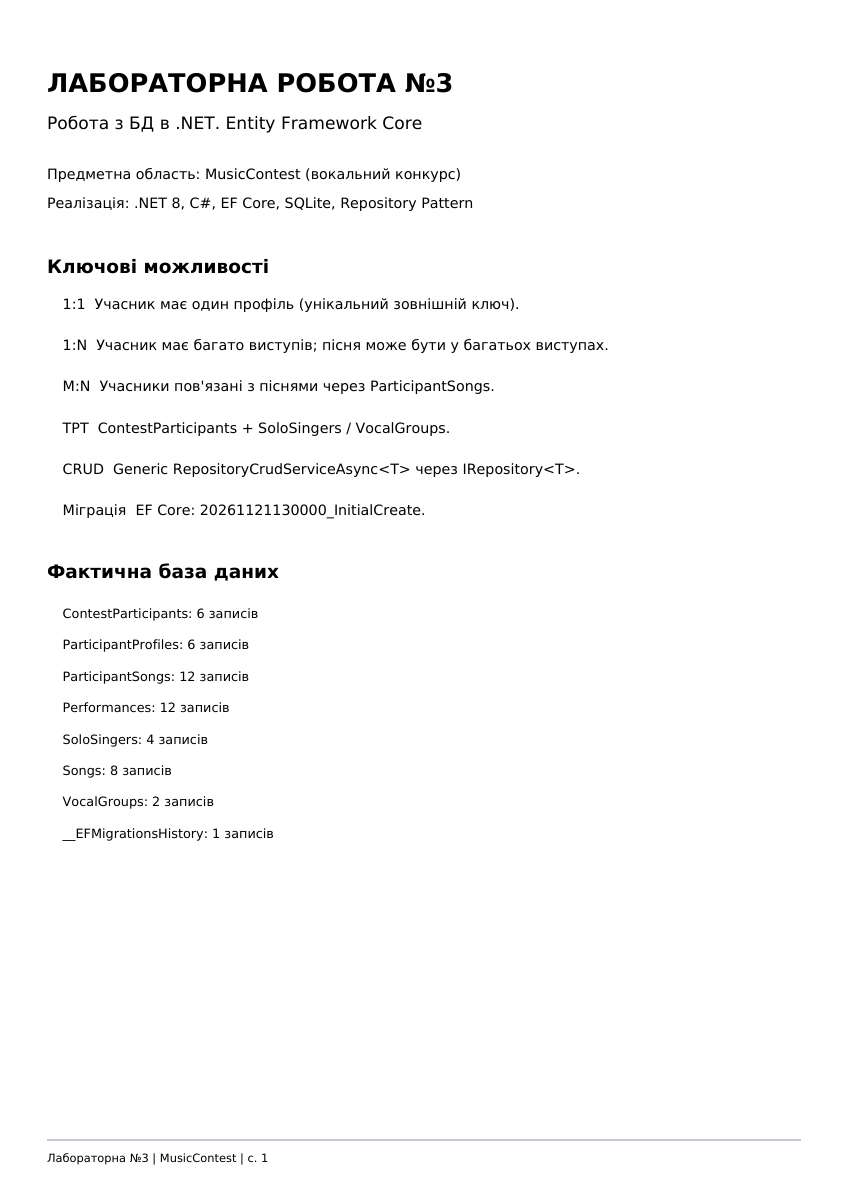 ЛАБОРАТОРНА РОБОТА №3
Робота з БД в .NET. Entity Framework Core
Предметна область: MusicContest (вокальний конкурс)
Реалізація: .NET 8, C#, EF Core, SQLite, Repository Pattern
Ключові можливості
1:1 Учасник має один профіль (унікальний зовнішній ключ).
1:N Учасник має багато виступів; пісня може бути у багатьох виступах.
M:N Учасники пов'язані з піснями через ParticipantSongs.
TPT ContestParticipants + SoloSingers / VocalGroups.
CRUD Generic RepositoryCrudServiceAsync<T> через IRepository<T>.
Міграція EF Core: 20261121130000_InitialCreate.
Фактична база даних
ContestParticipants: 6 записів
ParticipantProfiles: 6 записів
ParticipantSongs: 12 записів
Performances: 12 записів
SoloSingers: 4 записів
Songs: 8 записів
VocalGroups: 2 записів
__EFMigrationsHistory: 1 записів
Лабораторна №3 | MusicContest | с. 1